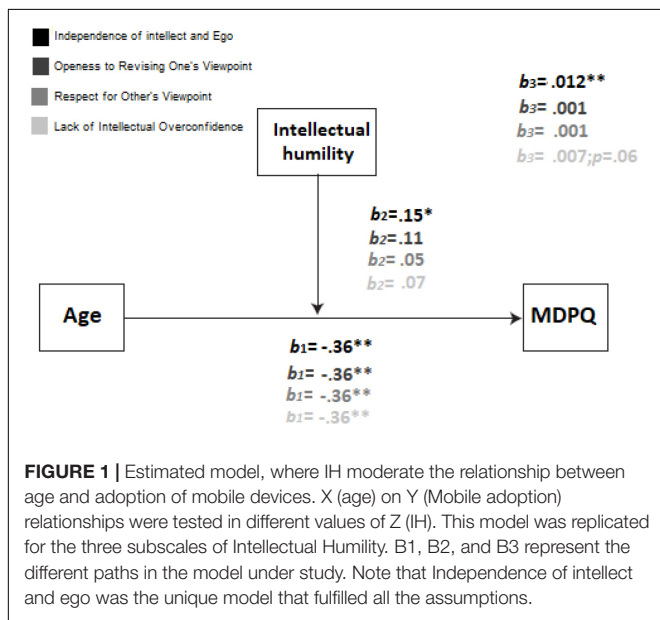 Independence of intellect and Ego
Openess to Revising One's Viewpoint
Respect for Other's Viewpoint
Lack of Intellectual Overconfidence
b3= .012**
b3= .001
b3= .001
b3= .007;p=.06
Intellectual
humility
b2=.15*
b2=.11
b2=.05
b2= .07
Age
MDPQ
b1= -.36**
b1= -.36**
b1= -.36**
b1= -.36**
FIGURE 1 | Estimated model, where IH moderate the relationship between
age and adoption of mobile devices. X (age) on Y (Mobile adoption)
relationships were tested in different values of Z (IH). This model was replicated
for the three subscales of Intellectual Humility. B1, B2, and B3 represent the
different paths in the model under study. Note that Independence of intellect
and ego was the unique model that fulfilled all the assumptions.